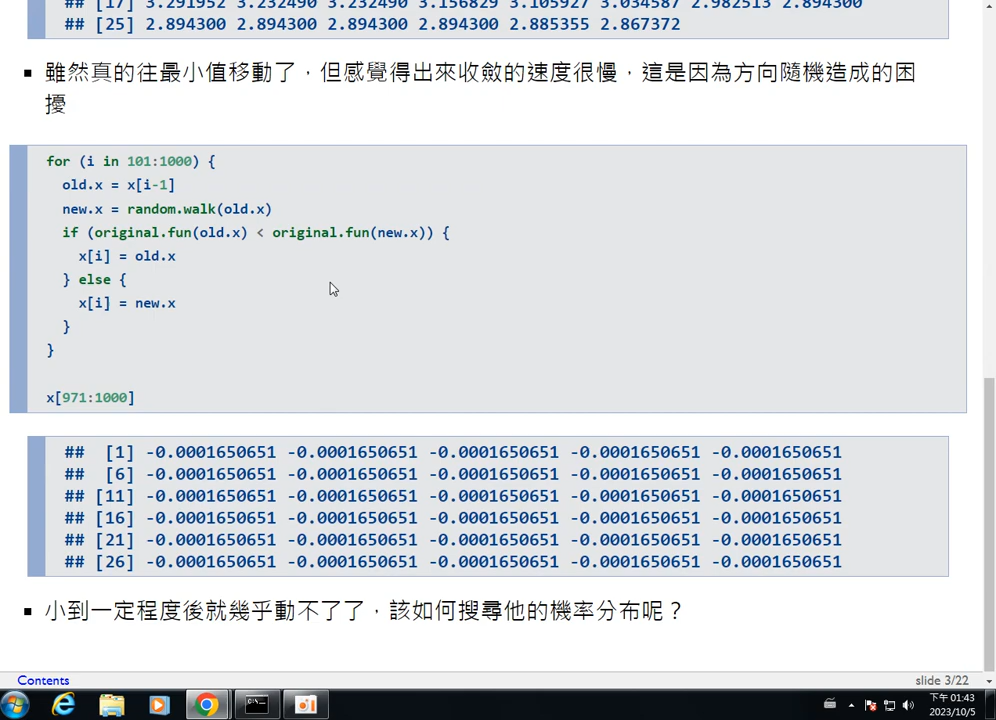 ## [17] 3.291952 3.232490 3.232490 3.156829 3.105927 3.034587 2.982513 2.894300
## [25] 2.894300 2.894300 2.894300 2.894300 2.885355 2.867372
▪ 雖然真的往最小值移動了，但感覺得出來收斂的速度很慢，這是因為方向隨機造成的困
擾
for (i in 101:1000) {
  old.x = x[i-1]
  new.x = random.walk(old.x)
  if (original.fun(old.x) < original.fun(new.x)) {
    x[i] = old.x
  } else {
    x[i] = new.x
  }
}
x[971:1000]
##  [1] -0.0001650651 -0.0001650651 -0.0001650651 -0.0001650651 -0.0001650651
##  [6] -0.0001650651 -0.0001650651 -0.0001650651 -0.0001650651 -0.0001650651
## [11] -0.0001650651 -0.0001650651 -0.0001650651 -0.0001650651 -0.0001650651
## [16] -0.0001650651 -0.0001650651 -0.0001650651 -0.0001650651 -0.0001650651
## [21] -0.0001650651 -0.0001650651 -0.0001650651 -0.0001650651 -0.0001650651
## [26] -0.0001650651 -0.0001650651 -0.0001650651 -0.0001650651 -0.0001650651
▪ 小到一定程度後就幾乎動不了了，該如何搜尋他的機率分布呢？
Contents
slide 3/22
下午 01:43
2023/10/5